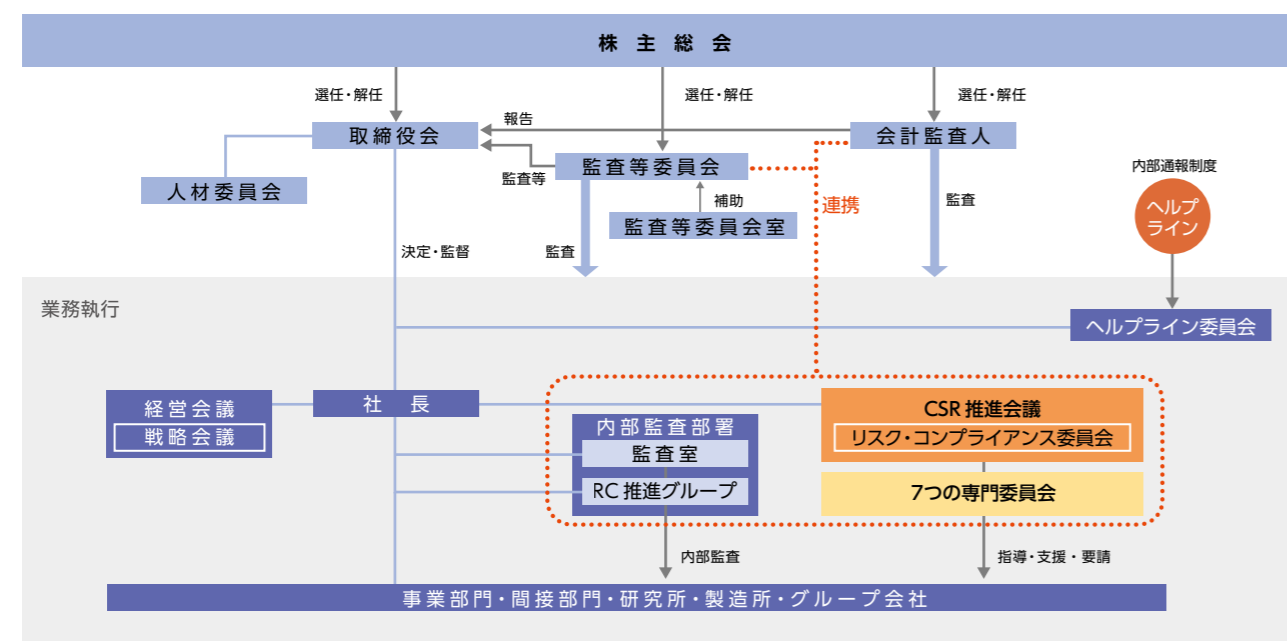 株主総会
選任・解任
選任・解任
選任・解任
報告
取締役会
会計監査人
監査等
監査等委員会
内部通報制度
人材委員会
補助
連携
監査
ヘルプ
ライン
監査等委員会室
決定・監督
監査
業務執行
ヘルプライン委員会
経営会議
戦略会議
社長
CSR推進会議
リスク・コンプライアンス委員会
内部監査部署
監査室
RC推進グループ
7つの専門委員会
内部監査
指導・支援・要請
事業部門・間接部門・研究所・製造所・グループ会社